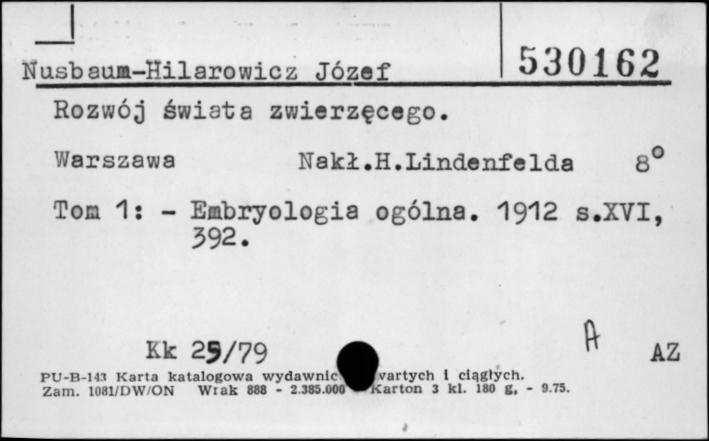 530162
Nusbaum-Hilarowicz Józef
Rozwój świata zwierzęcego.
Warszawa Nakł.H.Lindenfelda 8°
Tom 1: - Embryologia ogólna. 1912 s.XVI,
392.
A
Kk 25/79 AZ
PU-B-143 Karta katalogowa wydawnic vartych i ciągłych.
Zam. 1081/DW/ON Wrak 888 - 2.385.000 Karton 3 kl. 180 g, - 9.75.